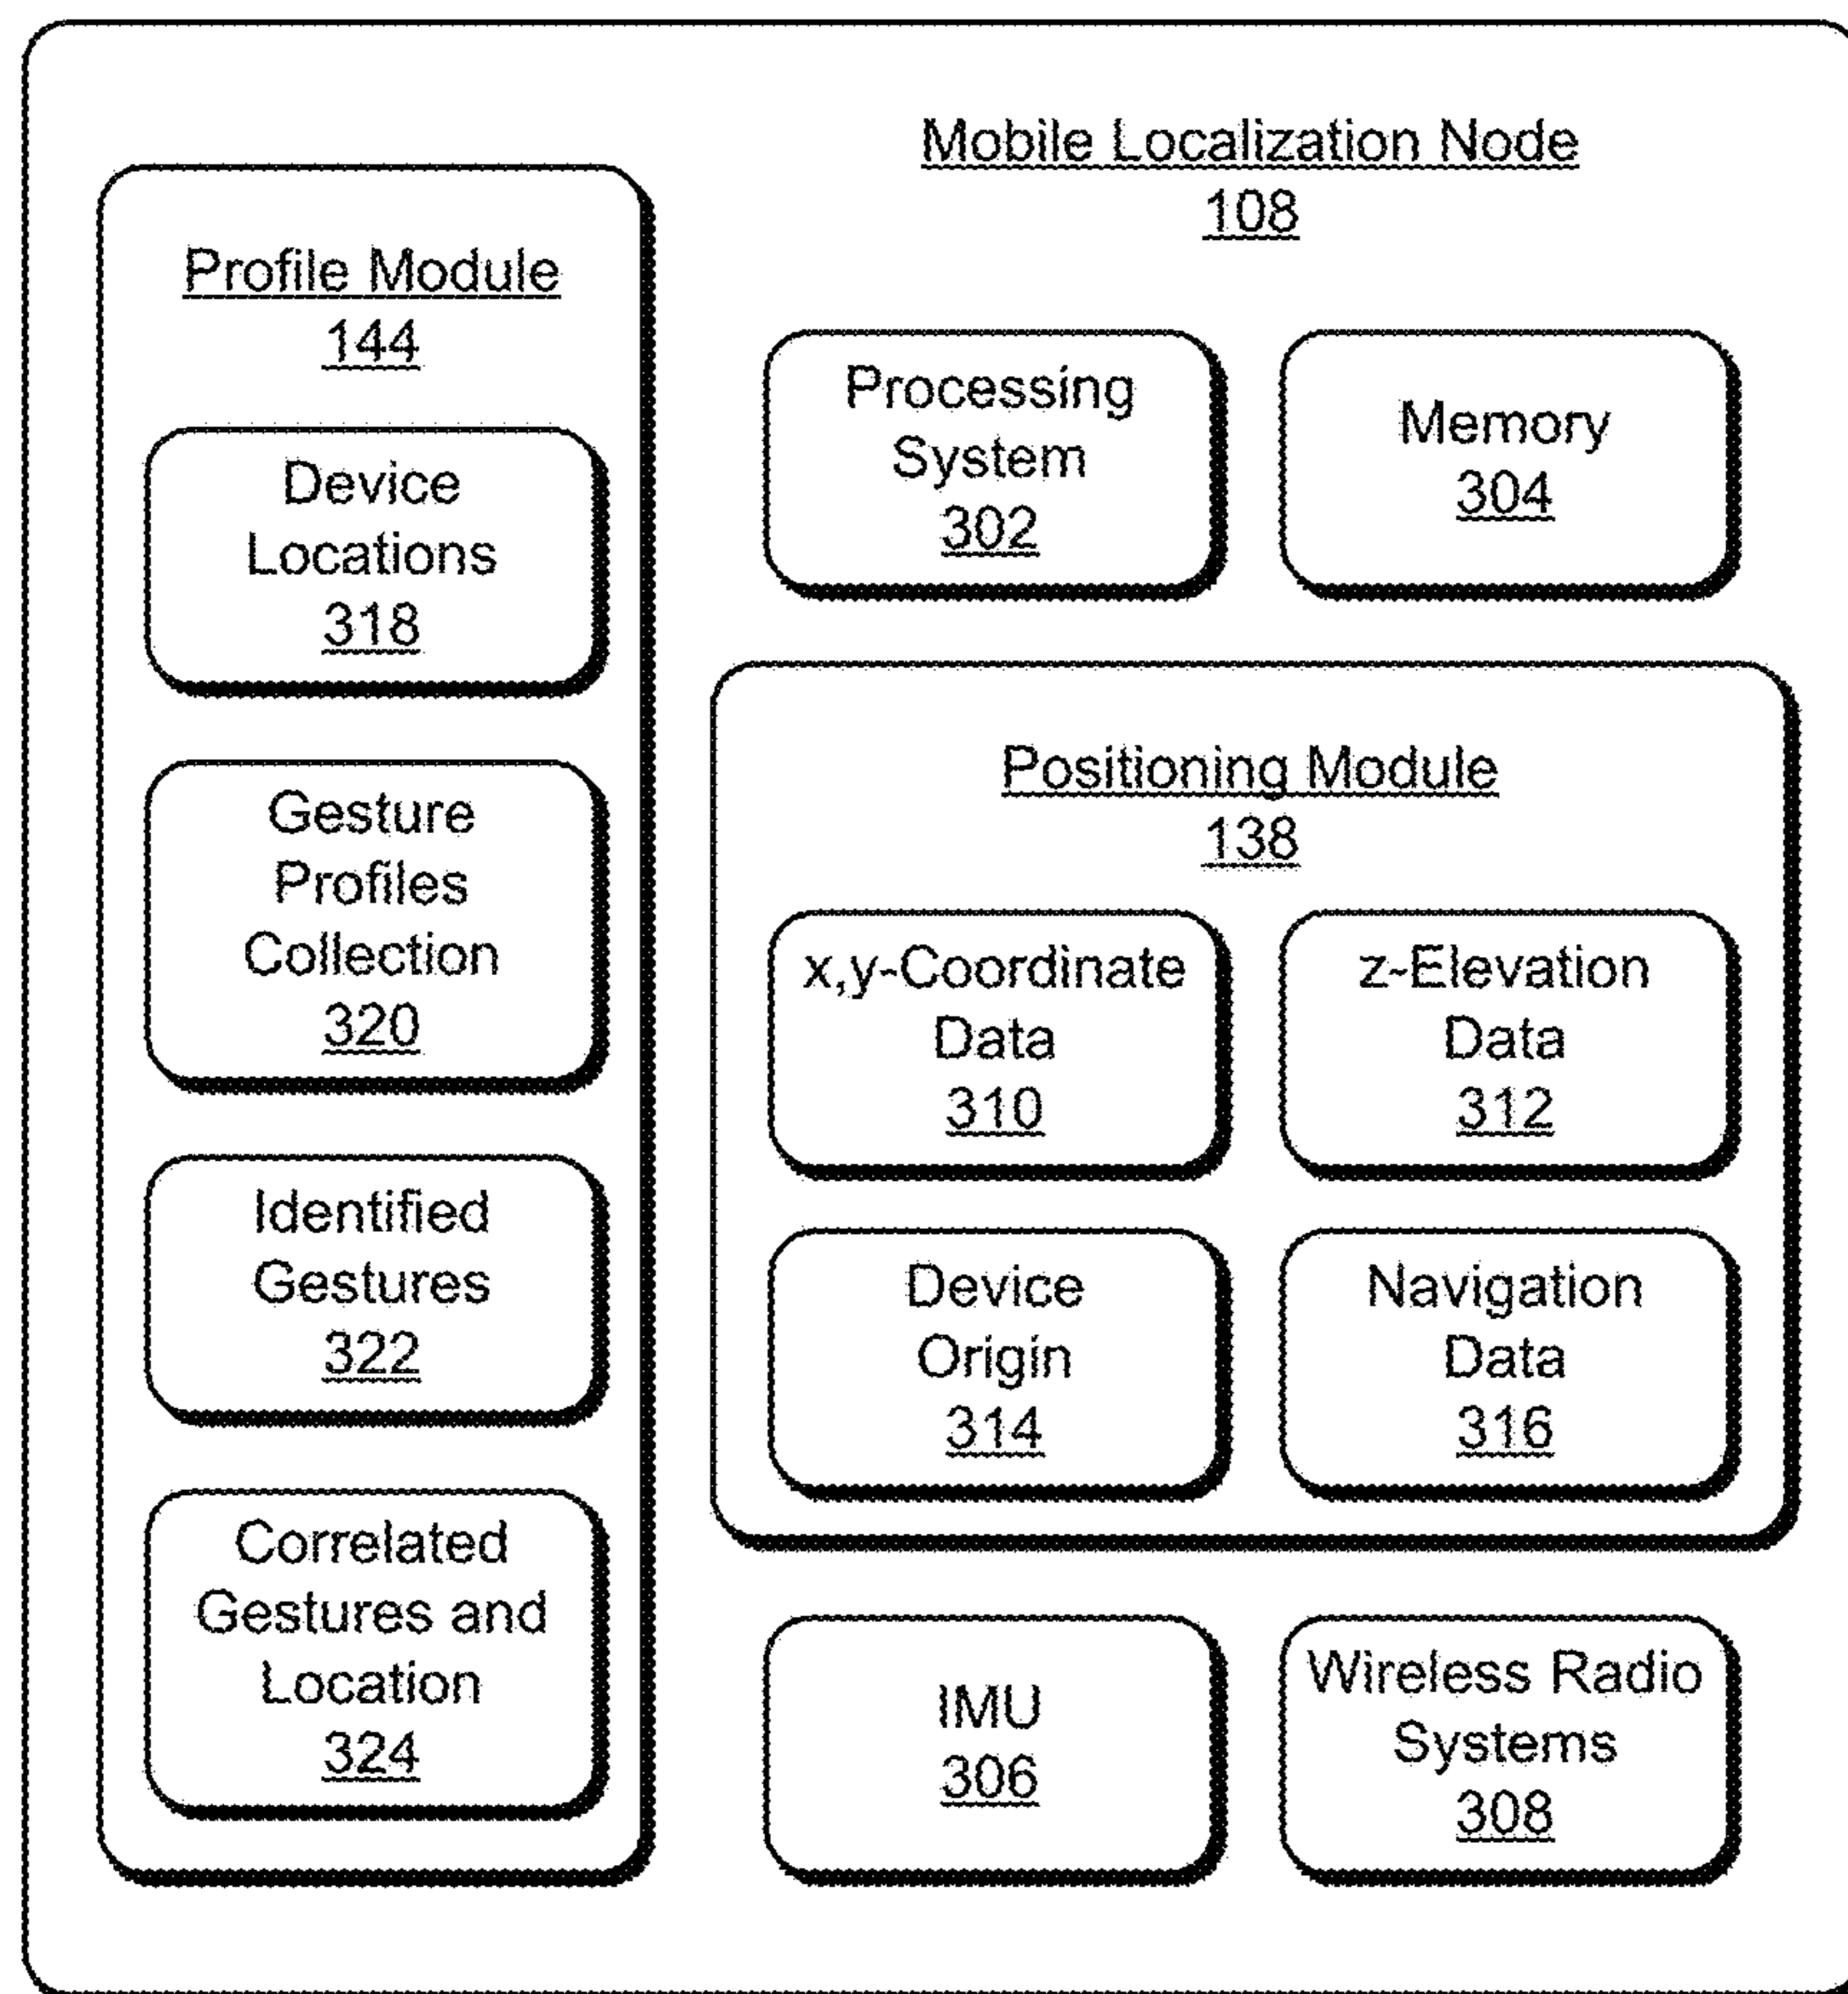 Mobile Localization Node
108
Profile Module
144
Device
Locations
318
Gesture
Profiles
Collection
320
Identified
Gestures
322
Correlated
Gestures and
Location
324
Processing
System
302
Memory
304
Positioning Module
138
x,y-Coordinate
Data
310
z-Elevation
Data
312
Device
Origin
314
Navigation
Data
316
IMU
306
Wireless Radio
Systems
308